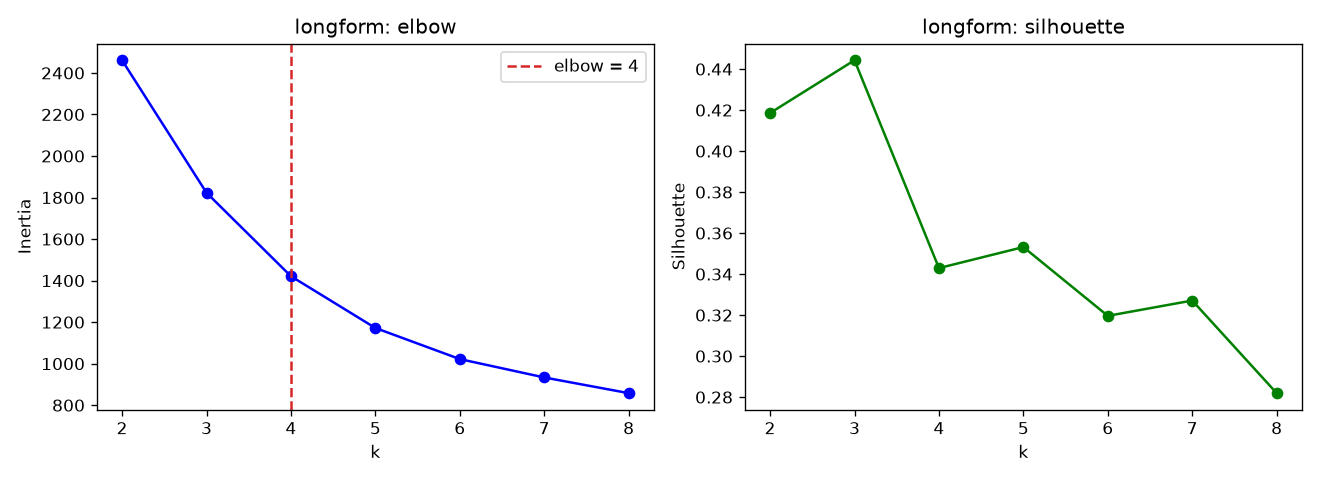 longform: elbow
elbow = 4
Inertia
2400
2200
2000
1800
1600
1400
1200
1000
800
2 3 4 5 6 7 8
k
longform: silhouette
Silhouette
0.44
0.42
0.40
0.38
0.36
0.34
0.32
0.30
0.28
2 3 4 5 6 7 8
k